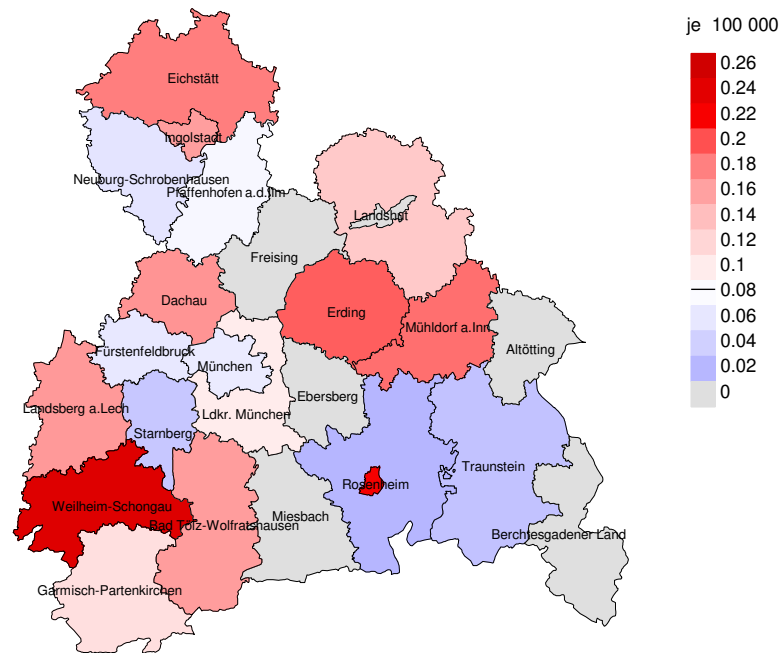 je 100 000
0.26
0.24
0.22
0.2
0.18
0.16
0.14
0.12
0.1
0.08
0.06
0.04
0.02
0
Eichstätt
Ingolstadt
Neuburg-Schrobenhausen
Pfaffenhofen a.d.Ilm
Landshut
Freising
Dachau
Erding
Mühldorf a.Inn
Altötting
Fürstenfeldbruck
München
Ebersberg
Landsberg a.Lech
Ldkr. München
Starnberg
Traunstein
Rosenheim
Weilheim-Schongau
Miesbach
Bad Tölz-Wolfratshausen
Berchtesgadener Land
Garmisch-Partenkirchen